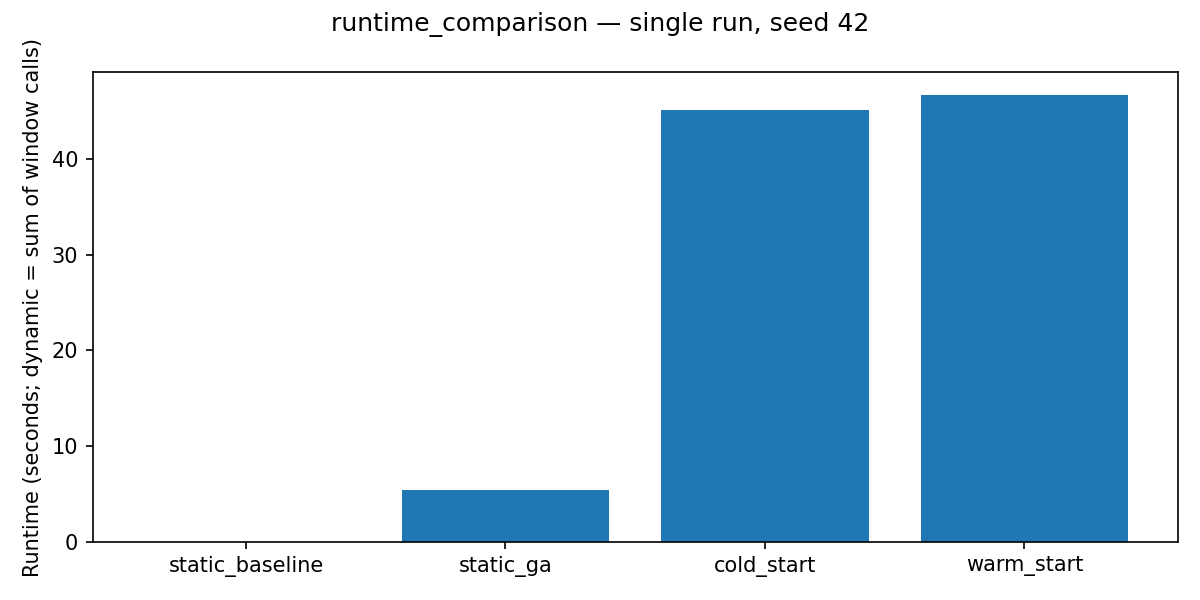 runtime_comparison — single run, seed 42
Runtime (seconds; dynamic = sum of window calls)
40
30
20
10
0
static_baseline
static_ga
cold_start
warm_start